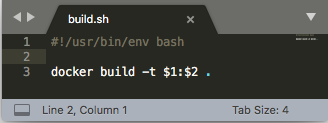 build.sh
1 #!/usr/bin/env bash
2
3 docker build -t $1:$2 .
Line 2, Column 1 Tab Size: 4